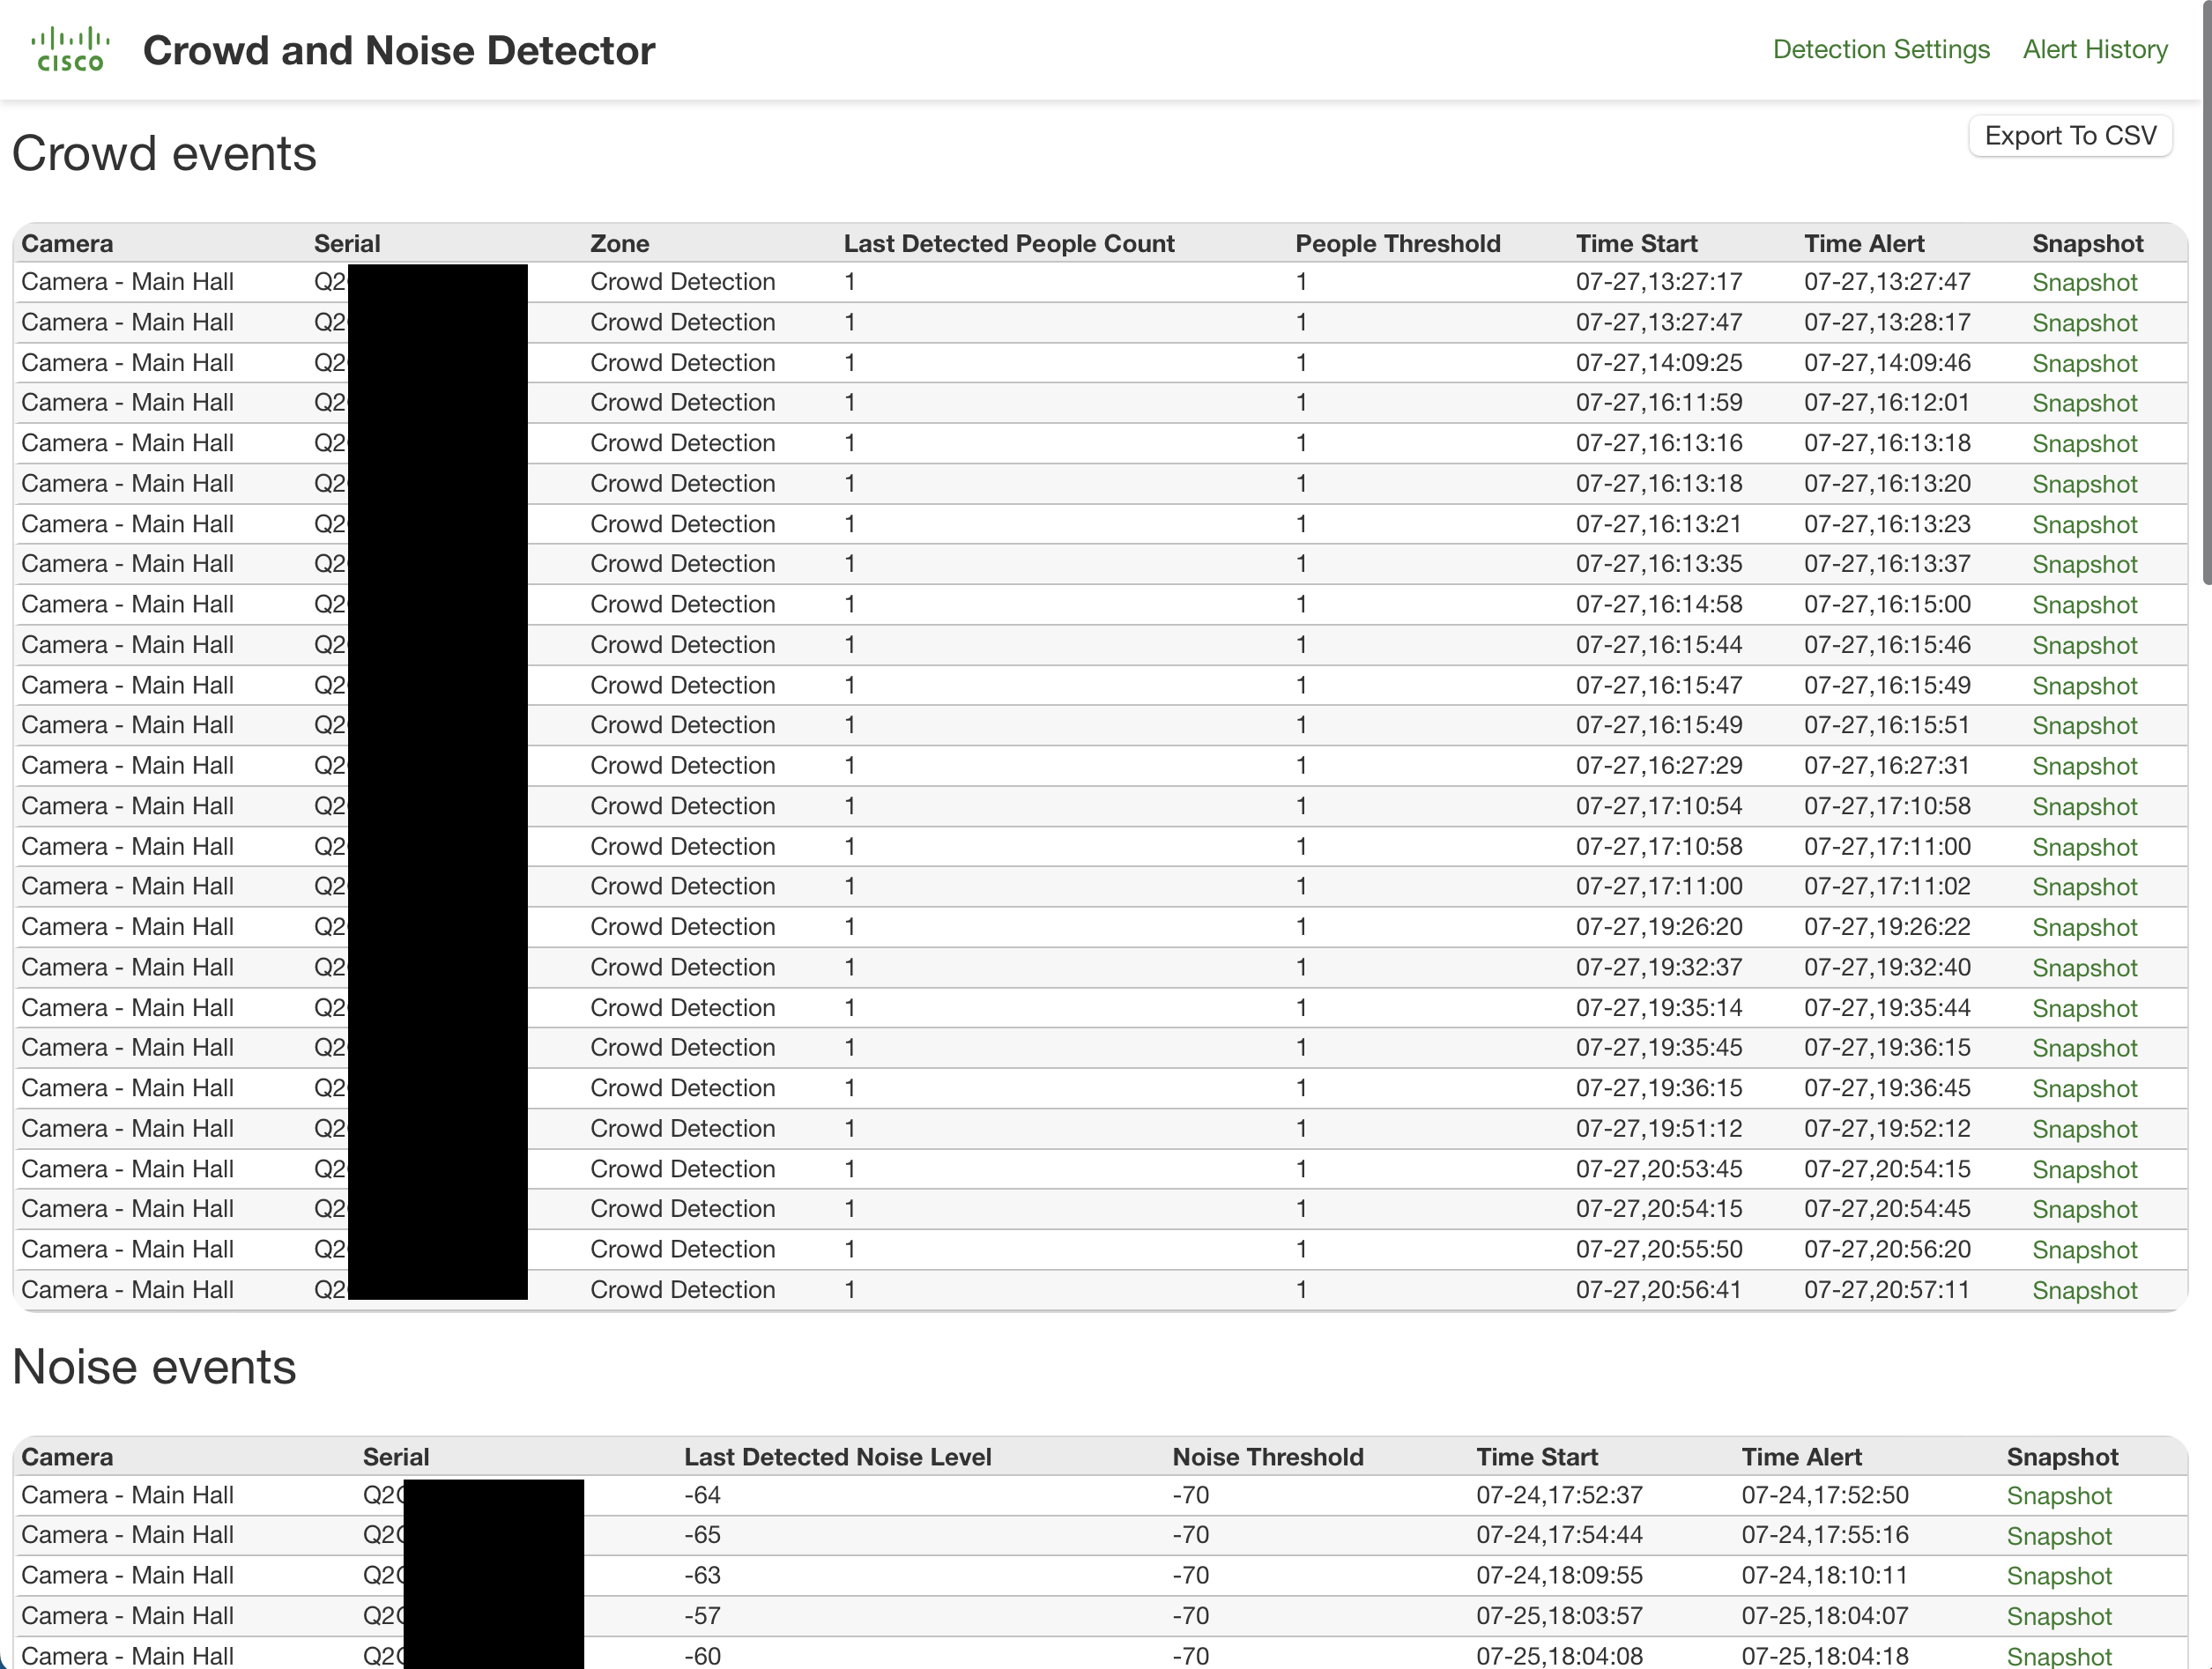 CISCO Crowd and Noise Detector Detection Settings Alert History
Crowd events Export To CSV
Camera Serial Zone Last Detected People Count People Threshold Time Start Time Alert Snapshot
Camera - Main Hall Q2 Crowd Detection 1 1 07-27,13:27:17 07-27,13:27:47 Snapshot
Camera - Main Hall Q2 Crowd Detection 1 1 07-27,13:27:47 07-27,13:28:17 Snapshot
Camera - Main Hall Q2 Crowd Detection 1 1 07-27,14:09:25 07-27,14:09:46 Snapshot
Camera - Main Hall Q2 Crowd Detection 1 1 07-27,16:11:59 07-27,16:12:01 Snapshot
Camera - Main Hall Q2 Crowd Detection 1 1 07-27,16:13:16 07-27,16:13:18 Snapshot
Camera - Main Hall Q2 Crowd Detection 1 1 07-27,16:13:18 07-27,16:13:20 Snapshot
Camera - Main Hall Q2 Crowd Detection 1 1 07-27,16:13:21 07-27,16:13:23 Snapshot
Camera - Main Hall Q2 Crowd Detection 1 1 07-27,16:13:35 07-27,16:13:37 Snapshot
Camera - Main Hall Q2 Crowd Detection 1 1 07-27,16:14:58 07-27,16:15:00 Snapshot
Camera - Main Hall Q2 Crowd Detection 1 1 07-27,16:15:44 07-27,16:15:46 Snapshot
Camera - Main Hall Q2 Crowd Detection 1 1 07-27,16:15:47 07-27,16:15:49 Snapshot
Camera - Main Hall Q2 Crowd Detection 1 1 07-27,16:15:49 07-27,16:15:51 Snapshot
Camera - Main Hall Q2 Crowd Detection 1 1 07-27,16:27:29 07-27,16:27:31 Snapshot
Camera - Main Hall Q2 Crowd Detection 1 1 07-27,17:10:54 07-27,17:10:58 Snapshot
Camera - Main Hall Q2 Crowd Detection 1 1 07-27,17:10:58 07-27,17:11:00 Snapshot
Camera - Main Hall Q2 Crowd Detection 1 1 07-27,17:11:00 07-27,17:11:02 Snapshot
Camera - Main Hall Q2 Crowd Detection 1 1 07-27,19:26:20 07-27,19:26:22 Snapshot
Camera - Main Hall Q2 Crowd Detection 1 1 07-27,19:32:37 07-27,19:32:40 Snapshot
Camera - Main Hall Q2 Crowd Detection 1 1 07-27,19:35:14 07-27,19:35:44 Snapshot
Camera - Main Hall Q2 Crowd Detection 1 1 07-27,19:35:45 07-27,19:36:15 Snapshot
Camera - Main Hall Q2 Crowd Detection 1 1 07-27,19:36:15 07-27,19:36:45 Snapshot
Camera - Main Hall Q2 Crowd Detection 1 1 07-27,19:51:12 07-27,19:52:12 Snapshot
Camera - Main Hall Q2 Crowd Detection 1 1 07-27,20:53:45 07-27,20:54:15 Snapshot
Camera - Main Hall Q2 Crowd Detection 1 1 07-27,20:54:15 07-27,20:54:45 Snapshot
Camera - Main Hall Q2 Crowd Detection 1 1 07-27,20:55:50 07-27,20:56:20 Snapshot
Camera - Main Hall Q2 Crowd Detection 1 1 07-27,20:56:41 07-27,20:57:11 Snapshot
Noise events
Camera Serial Last Detected Noise Level Noise Threshold Time Start Time Alert Snapshot
Camera - Main Hall Q2 -64 -70 07-24,17:52:37 07-24,17:52:50 Snapshot
Camera - Main Hall Q2 -65 -70 07-24,17:54:44 07-24,17:55:16 Snapshot
Camera - Main Hall Q2 -63 -70 07-24,18:09:55 07-24,18:10:11 Snapshot
Camera - Main Hall Q2 -57 -70 07-25,18:03:57 07-25,18:04:07 Snapshot
Camera - Main Hall Q2 -60 -70 07-25,18:04:08 07-25,18:04:18 Snapshot